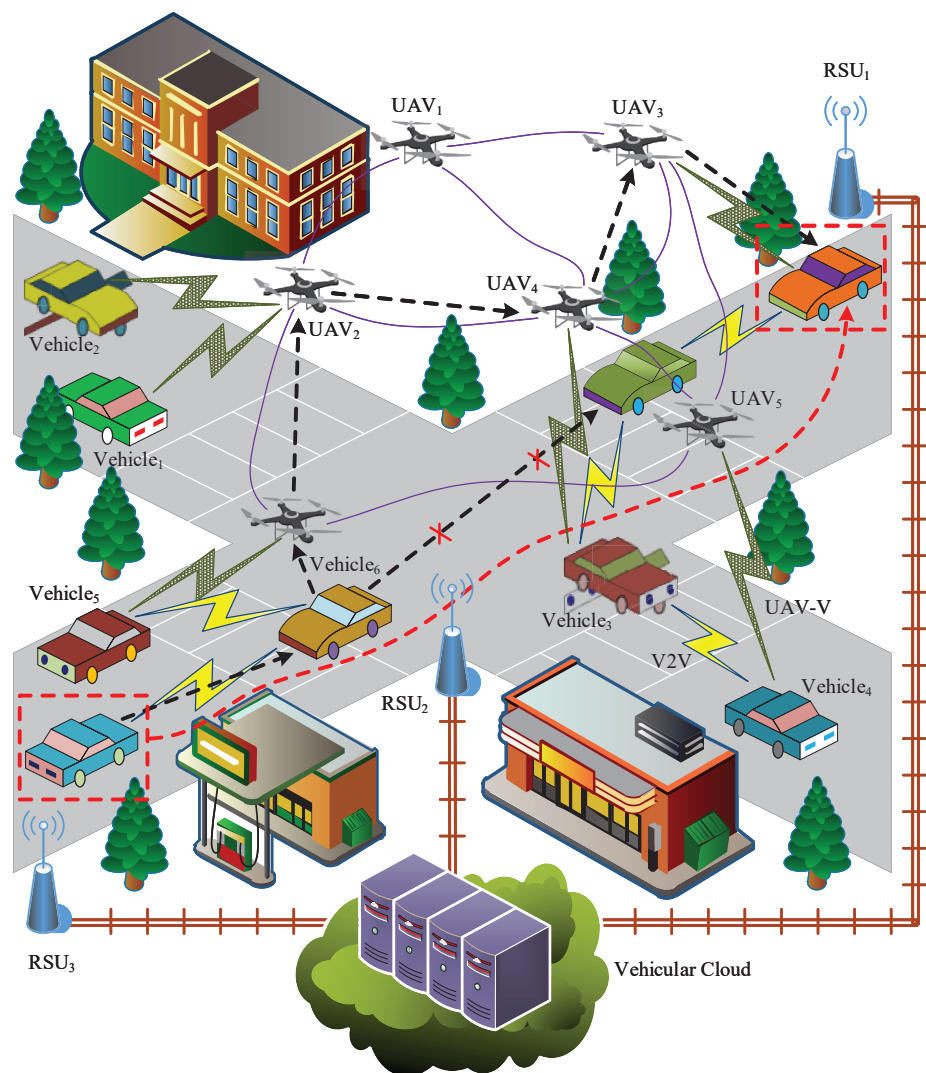 RSU₁
UAV₁
UAV₃
UAV₄
UAV₂
Vehicle₂
UAV₅
Vehicle₁
Vehicle₆
Vehicle₅
UAV-V
Vehicle₃
V2V
Vehicle₄
RSU₂
RSU₃
Vehicular Cloud